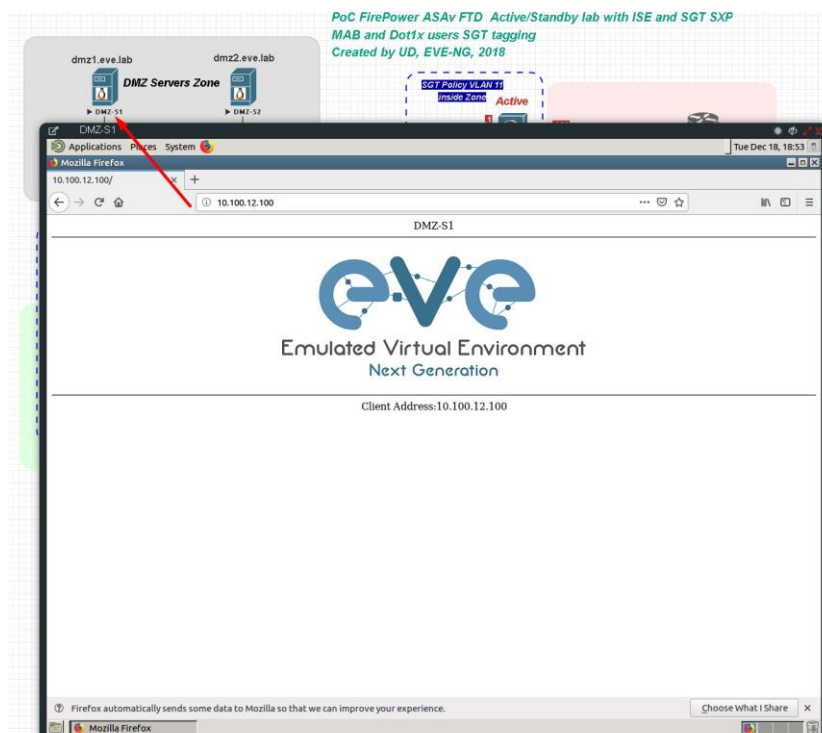 PoC FirePower ASAv FTD Active/Standby lab with ISE and SGT SXP
MAB and Dot1x users SGT tagging
Created by UD, EVE-NG, 2018
dmz1.eve.lab
dmz2.eve.lab
DMZ Servers Zone
DMZ-S1
DMZ-S2
SGT Policy VLAN 11
inside Zone
Active
DMZ-S1
Applications Places System
Tue Dec 18, 18:53
Mozilla Firefox
10.100.12.100/
10.100.12.100
DMZ-S1
eve
Emulated Virtual Environment
Next Generation
Client Address:10.100.12.100
Firefox automatically sends some data to Mozilla so that we can improve your experience.
Choose What I Share
Mozilla Firefox